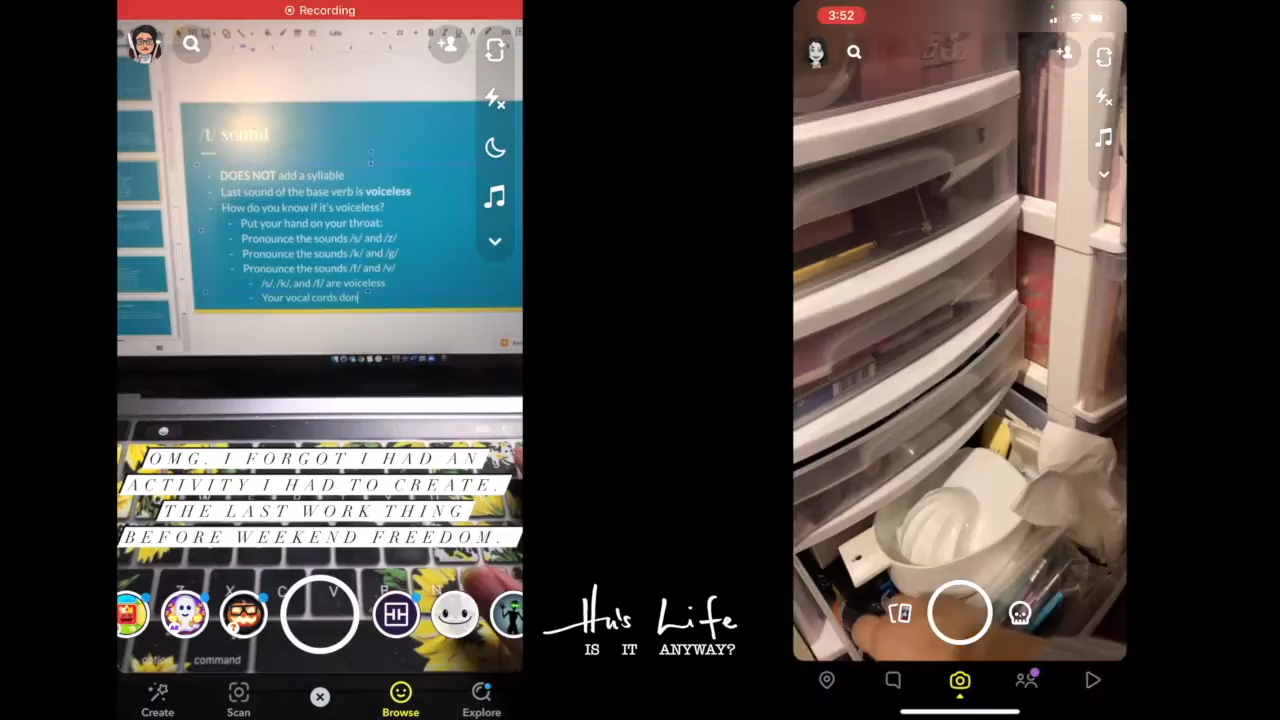 Recording
/t/ sound
- DOES NOT add a syllable
- Last sound of the base verb is voiceless
- How do you know if it's voiceless?
- Put your hand on your throat:
- Pronounce the sounds /s/ and /z/
- Pronounce the sounds /k/ and /g/
- Pronounce the sounds /f/ and /v/
- /s/, /k/, and /f/ are voiceless
- Your vocal cords don
OMG. I FORGOT I HAD AN
ACTIVITY I HAD TO CREATE.
THE LAST WORK THING
BEFORE WEEKEND FREEDOM.
Z X C V B N
option command
Create Scan Browse Explore
Hu's Life
IS IT ANYWAY?
3:52